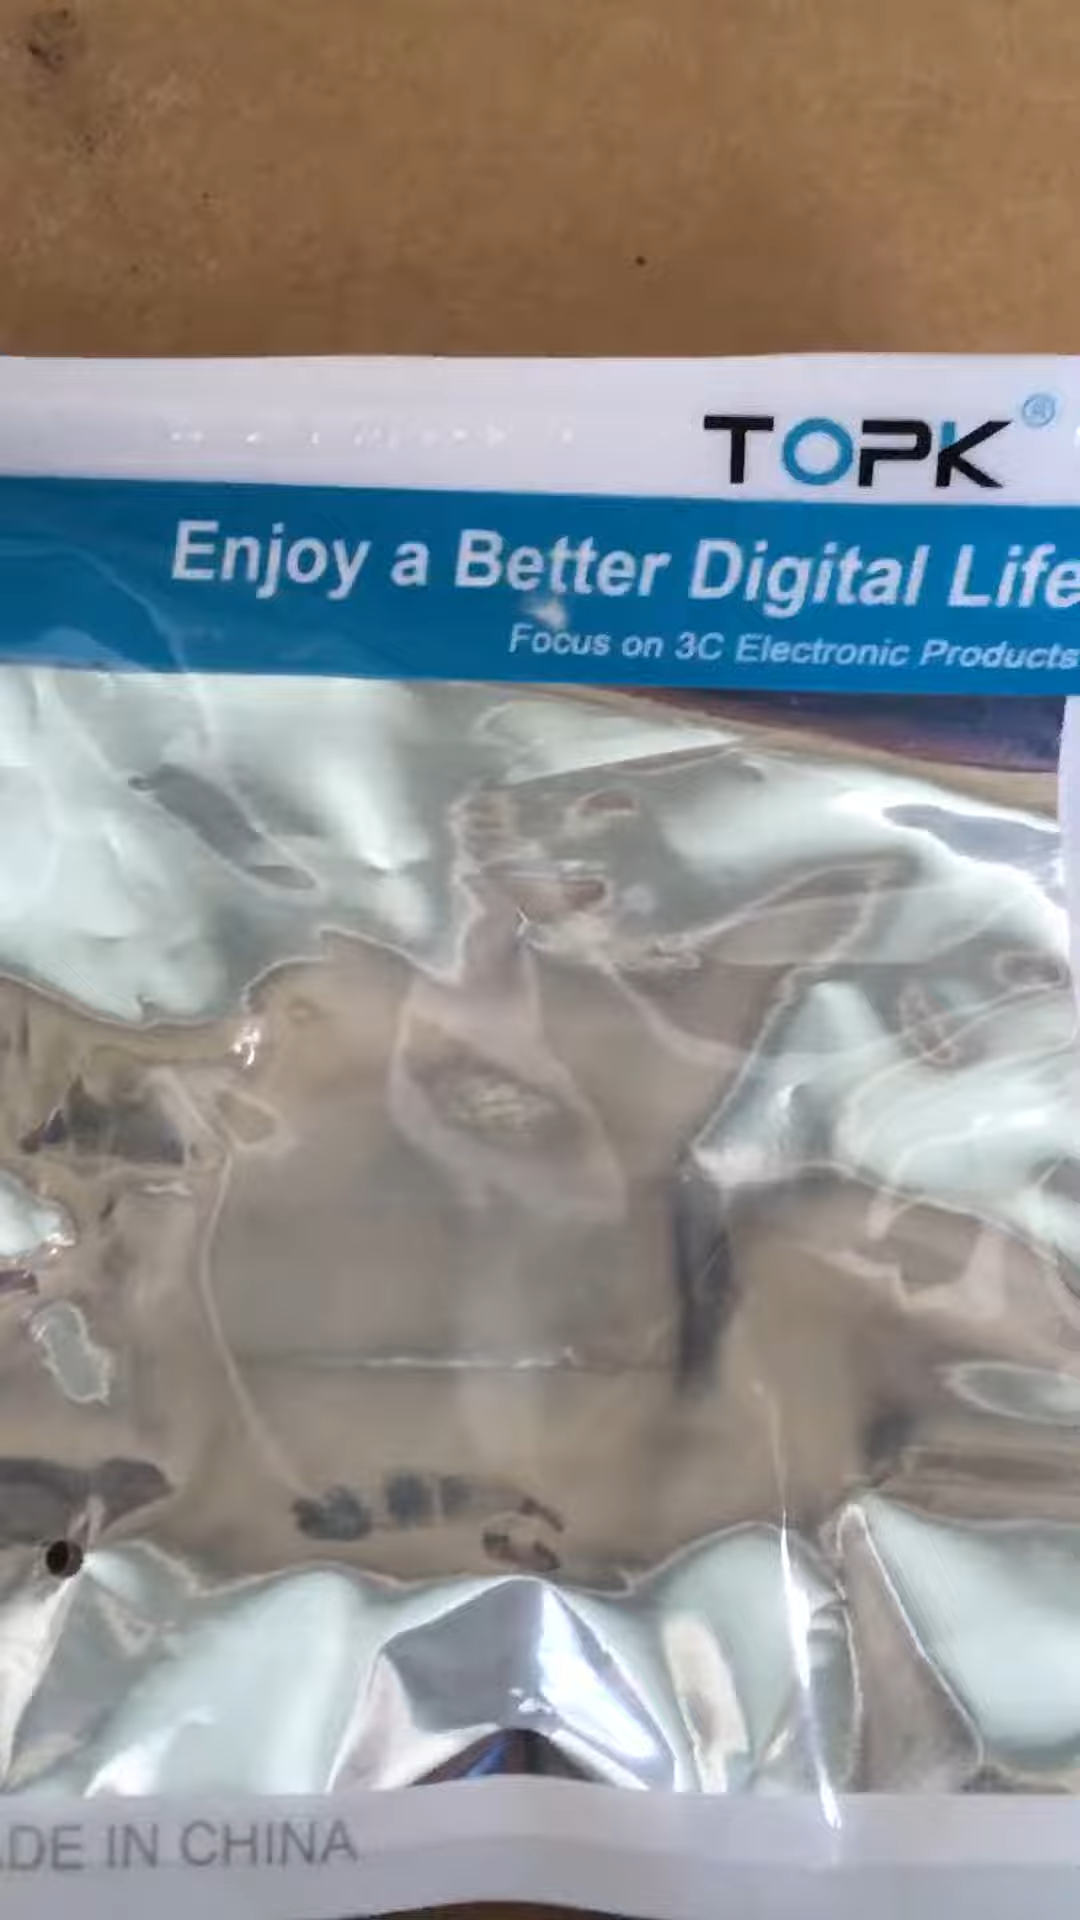 TOPK®
Enjoy a Better Digital Life
Focus on 3C Electronic Products
ADE IN CHINA